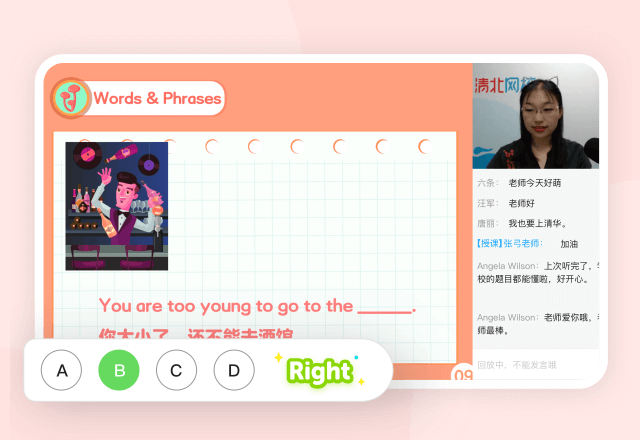 Words & Phrases
You are too young to go to the ______.
你太小了，还不能去酒馆
A
B
C
D
Right
09
清北网校
六条： 老师今天好萌
汪军： 老师好
唐丽： 我也要上清华。
【授课】张弓老师： 加油
Angela Wilson：上次听完了，
校的题目都能懂啦，好开心。
Angela Wilson：老师爱你哦，
师最棒。
回放中，不能发言哦